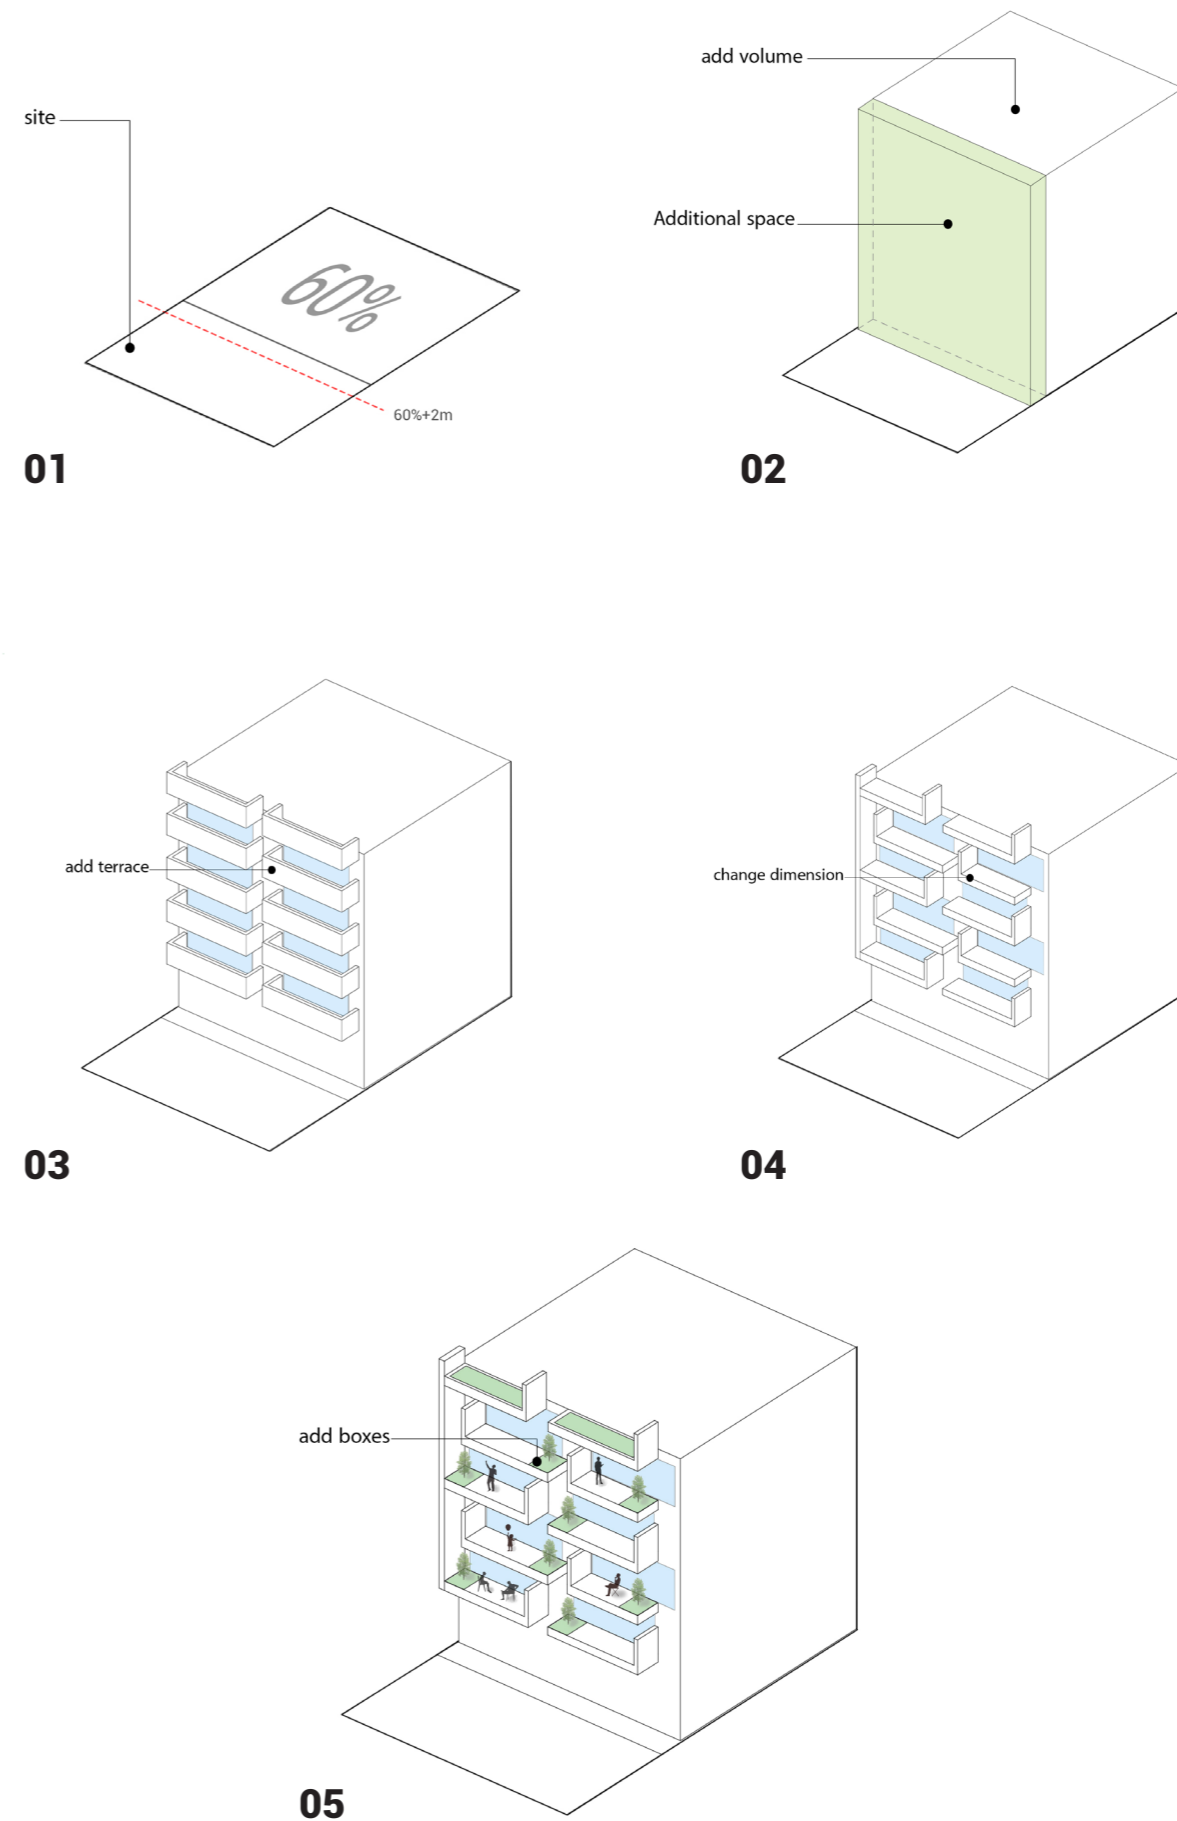 site
60%
60%+2m
01
add volume
Additional space
02
add terrace
03
change dimension
04
add boxes
05